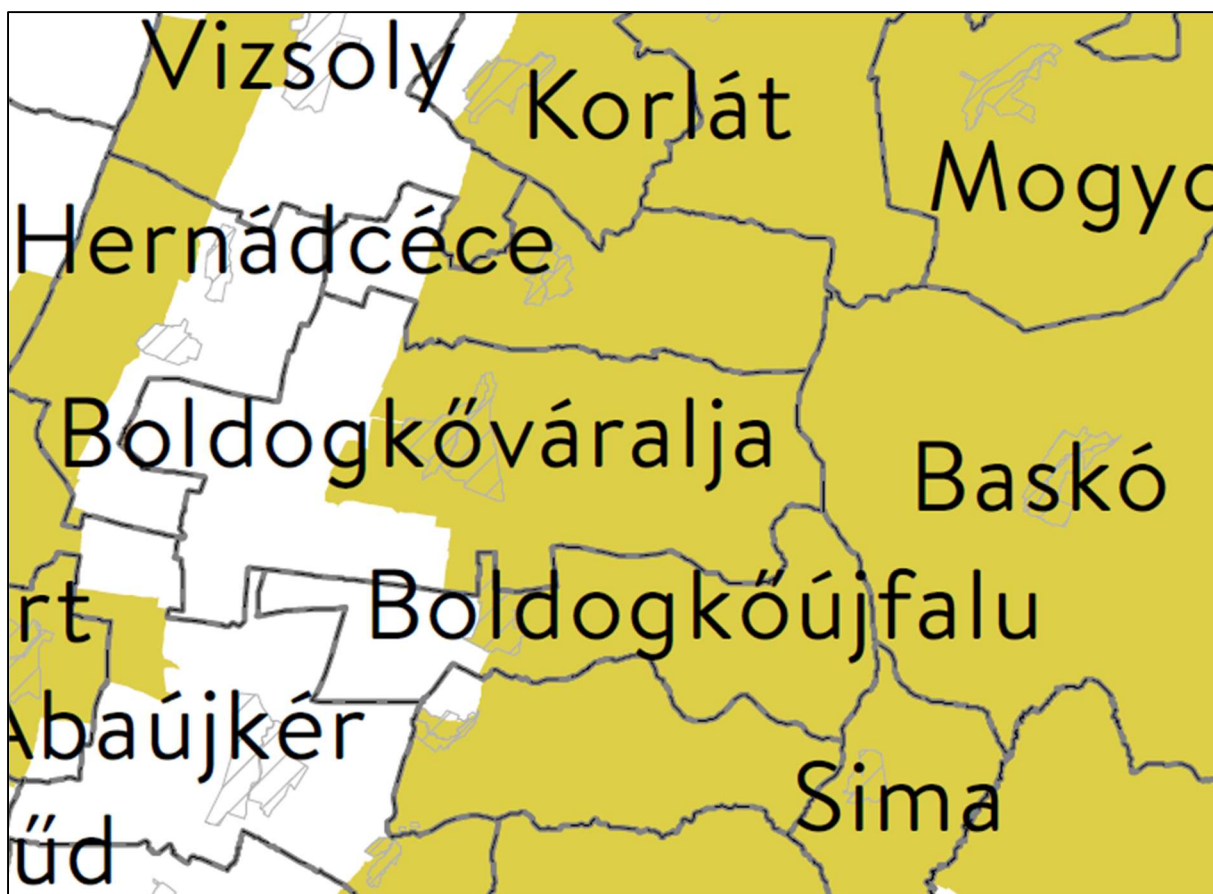 Vizsoly
Korlát
Mogyo
Hernádcéce
Boldogkőváralja
Baskó
rt
Boldogkőújfalu
Abaújkér
Sima
űd